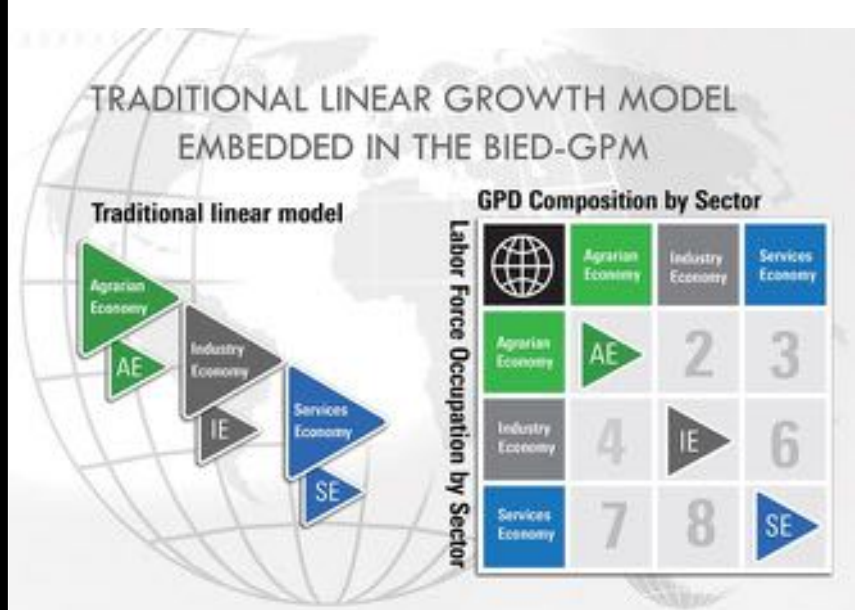 TRADITIONAL LINEAR GROWTH MODEL
EMBEDDED IN THE BIED-GPM
Traditional linear model
Agrarian
Economy
AE
Industry
Economy
IE
Services
Economy
SE
GPD Composition by Sector
Labor Force Occupation by Sector
Agrarian
Economy
Industry
Economy
Services
Economy
Agrarian
Economy
AE
2
3
Industry
Economy
4
IE
6
Services
Economy
7
8
SE